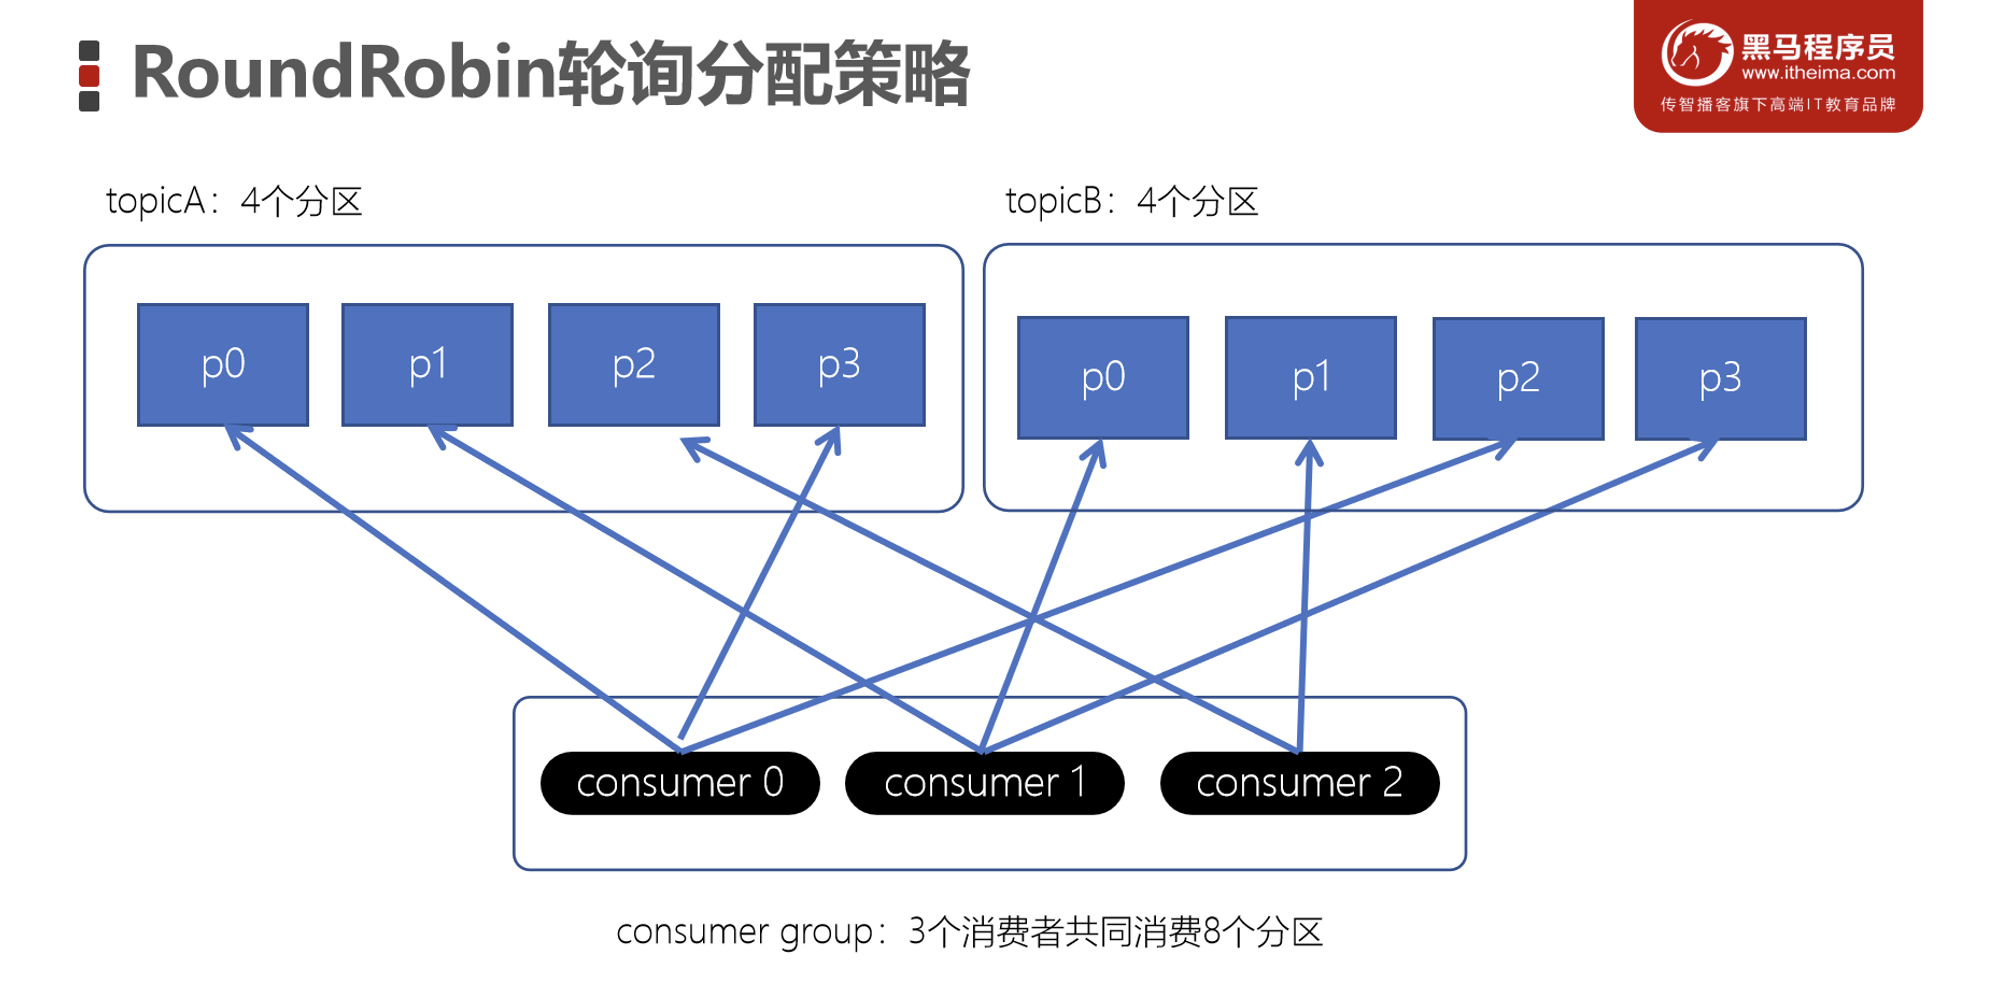 RoundRobin轮询分配策略
黑马程序员
www.itheima.com
传智播客旗下高端IT教育品牌
topicA：4个分区
topicB：4个分区
p0
p1
p2
p3
p0
p1
p2
p3
consumer 0
consumer 1
consumer 2
consumer group：3个消费者共同消费8个分区